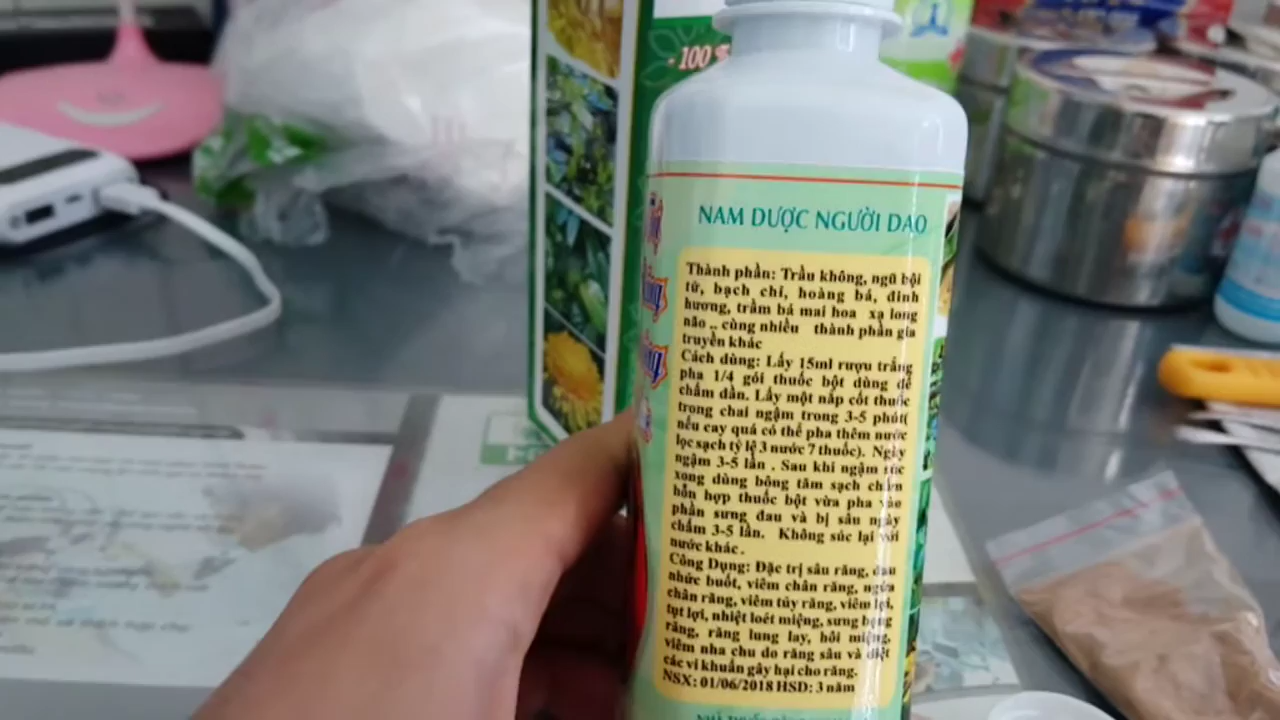 - 100 %
NAM DƯỢC NGƯỜI DAO
Thành phần: Trầu không, ngũ bội
tử, bạch chỉ, hoàng bá, đinh
hương, trầm bá mai hoa xạ long
não .. cùng nhiều thành phần gia
truyền khác
Cách dùng: Lấy 15ml rượu trắng
pha 1/4 gói thuốc bột dùng để
chấm dần. Lấy một nắp cốt thuốc
trong chai ngậm trong 3-5 phút(
nếu cay quá có thể pha thêm nước
lọc sạch tỷ lệ 3 nước 7 thuốc). Ngày
ngậm 3-5 lần . Sau khi ngậm súc
xong dùng bông tăm sạch chấm
hỗn hợp thuốc bột vừa pha vào
phần sưng đau và bị sâu ngày
chấm 3-5 lần. Không súc lại với
nước khác .
Công Dụng: Đặc trị sâu răng, đau
nhức buốt, viêm chân răng, ngứa
chân răng, viêm tủy răng, viêm lợi,
tụt lợi, nhiệt loét miệng, sưng bọng
răng, răng lung lay, hôi miệng,
viêm nha chu do răng sâu và diệt
các vi khuẩn gây hại cho răng.
NSX: 01/06/2018 HSD: 3 năm